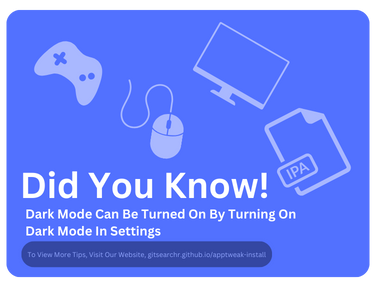 IPA
Did You Know!
Dark Mode Can Be Turned On By Turning On
Dark Mode In Settings
To View More Tips, Visit Our Website, gitsearchr.github.io/apptweak-install